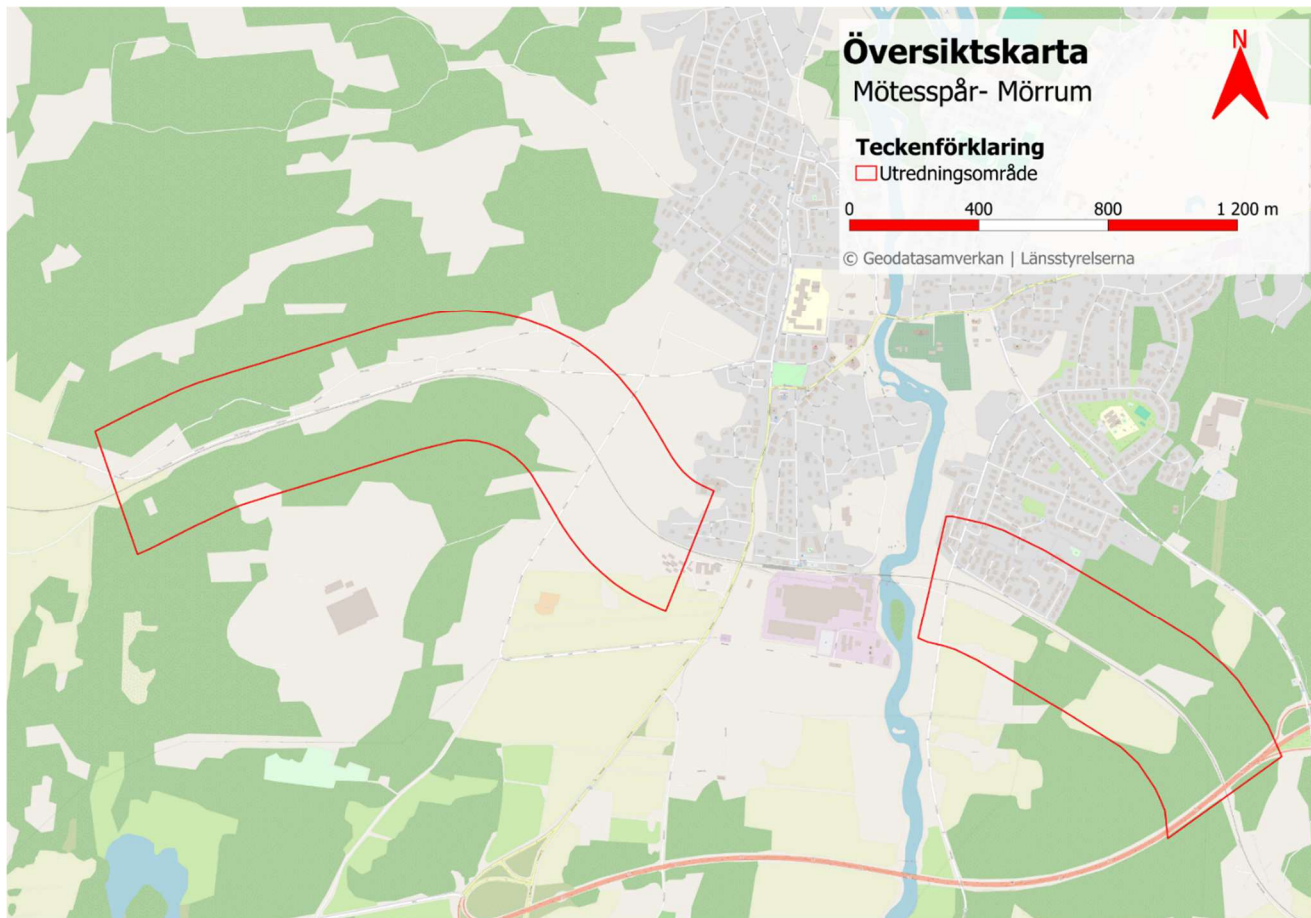 Översiktskarta
Mötesspår- Mörrum
N
Teckenförklaring
Utredningsområde
0 400 800 1 200 m
© Geodatasamverkan | Länsstyrelserna